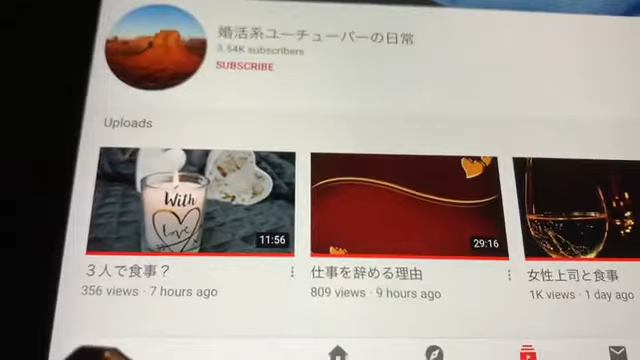 婚活系ユーチューバーの日常
3.54K subscribers
SUBSCRIBE
Uploads
With
Love
11:56
29:16
３人で食事？
356 views · 7 hours ago
仕事を辞める理由
809 views · 9 hours ago
女性上司と食事
1K views · 1 day ago